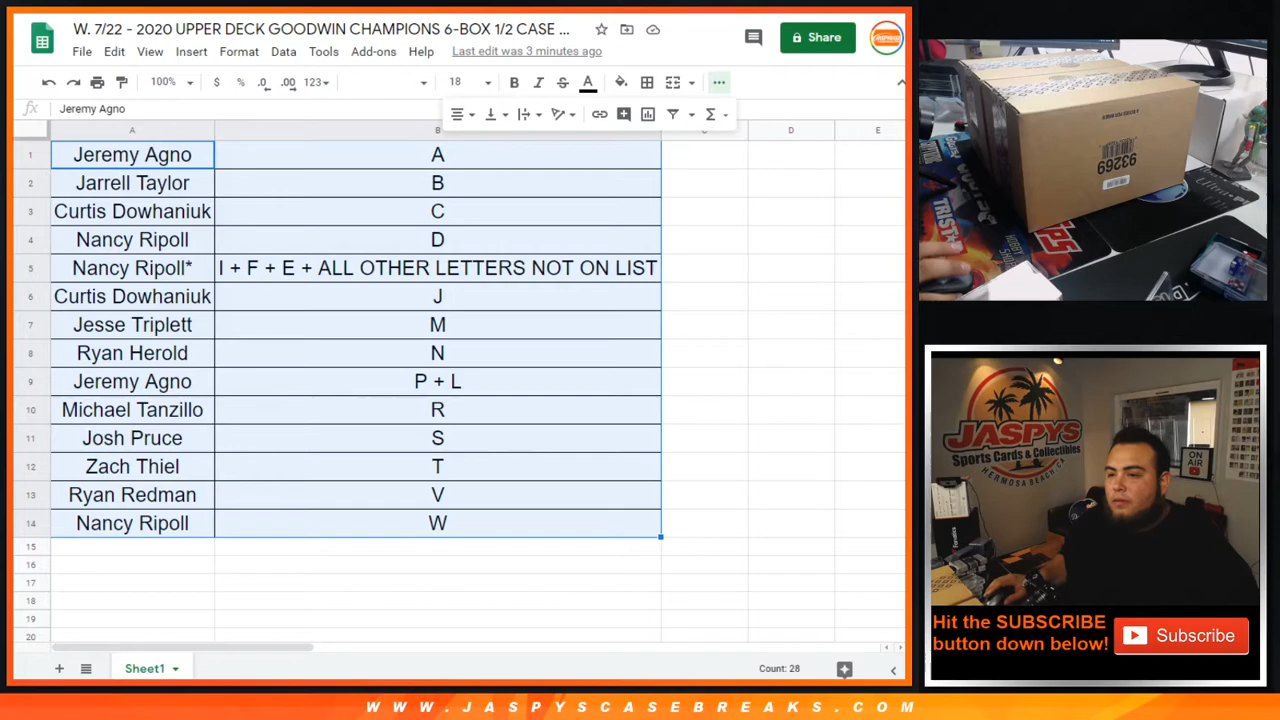 W. 7/22 - 2020 UPPER DECK GOODWIN CHAMPIONS 6-BOX 1/2 CASE ...
File Edit View Insert Format Data Tools Add-ons Help Last edit was 3 minutes ago
Share
100% $ % .0 .00 123 18 B I S A
fx Jeremy Agno
A B C D E
1 Jeremy Agno A
2 Jarrell Taylor B
3 Curtis Dowhaniuk C
4 Nancy Ripoll D
5 Nancy Ripoll* I + F + E + ALL OTHER LETTERS NOT ON LIST
6 Curtis Dowhaniuk J
7 Jesse Triplett M
8 Ryan Herold N
9 Jeremy Agno P + L
10 Michael Tanzillo R
11 Josh Pruce S
12 Zach Thiel T
13 Ryan Redman V
14 Nancy Ripoll W
15
16
17
18
19
20
Sheet1
Count: 28
93269
TRIST
JASPYS
Sports Cards & Collectibles
HERMOSA BEACH, CA
ON
AIR
Hit the SUBSCRIBE
button down below!
Subscribe
WWW.JASPYSCASEBREAKS.COM